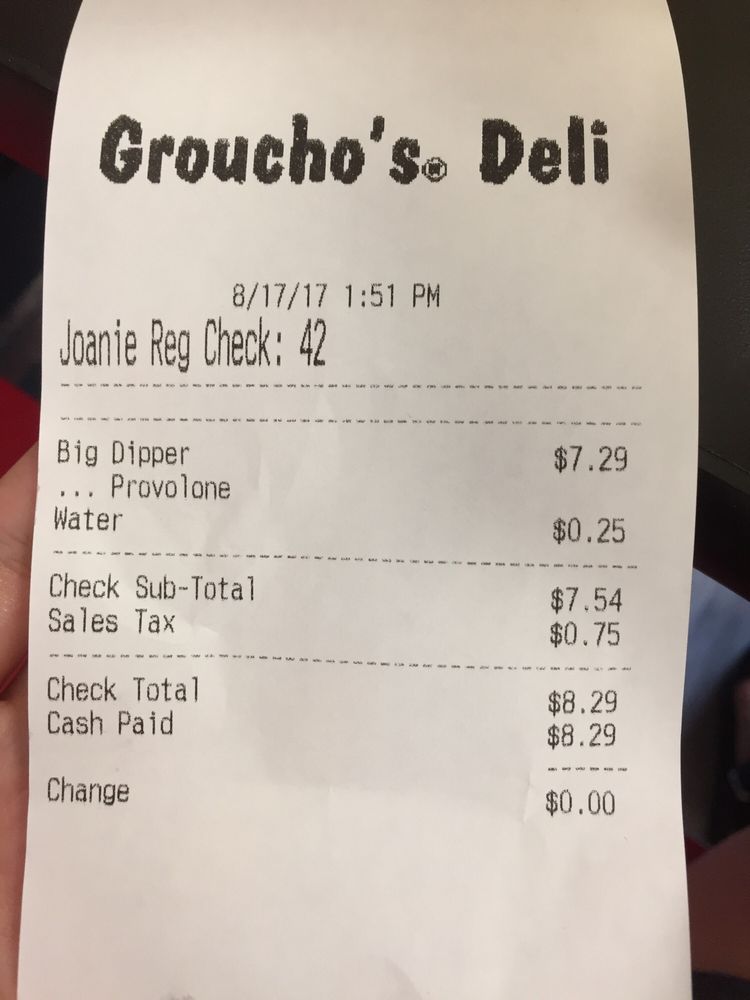 Groucho's® Deli
8/17/17 1:51 PM
Joanie Reg Check: 42
Big Dipper $7.29
... Provolone
Water $0.25
Check Sub-Total $7.54
Sales Tax $0.75
Check Total $8.29
Cash Paid $8.29
Change $0.00